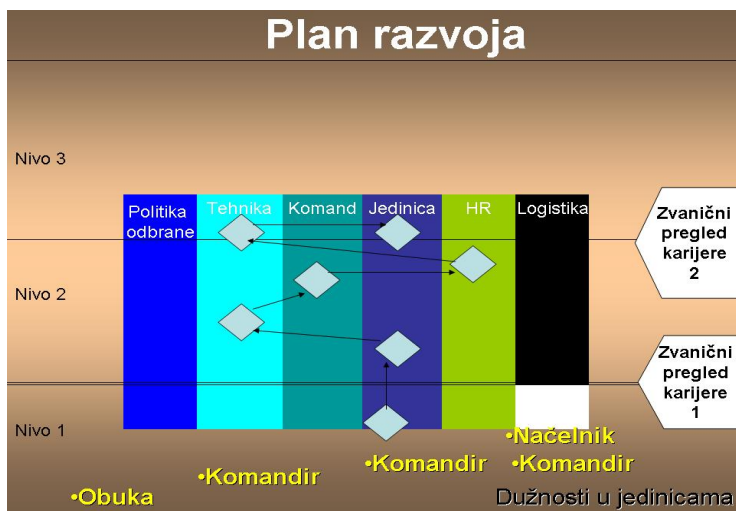 Plan razvoja
Nivo 3
Politika
odbrane
Tehnika
Komand
Jedinica
HR
Logistika
Zvanični
pregled
karijere
2
Nivo 2
Zvanični
pregled
karijere
1
Nivo 1
•Načelnik
•Komandir
•Komandir
•Komandir
•Obuka
Dužnosti u jedinicama